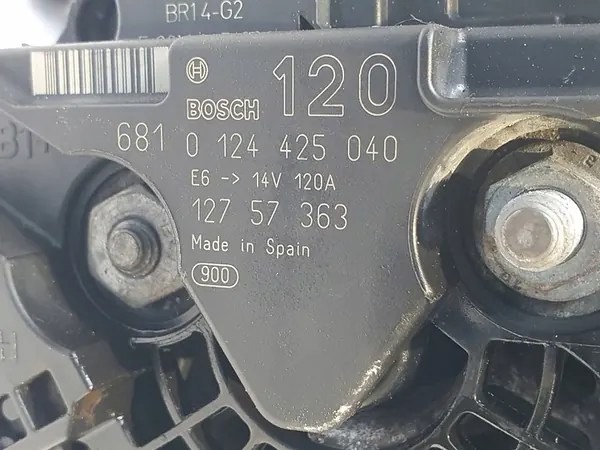 BR14-G2
BOSCH 120
681 0 124 425 040
E6 -> 14V 120A
127 57 363
Made in Spain
900